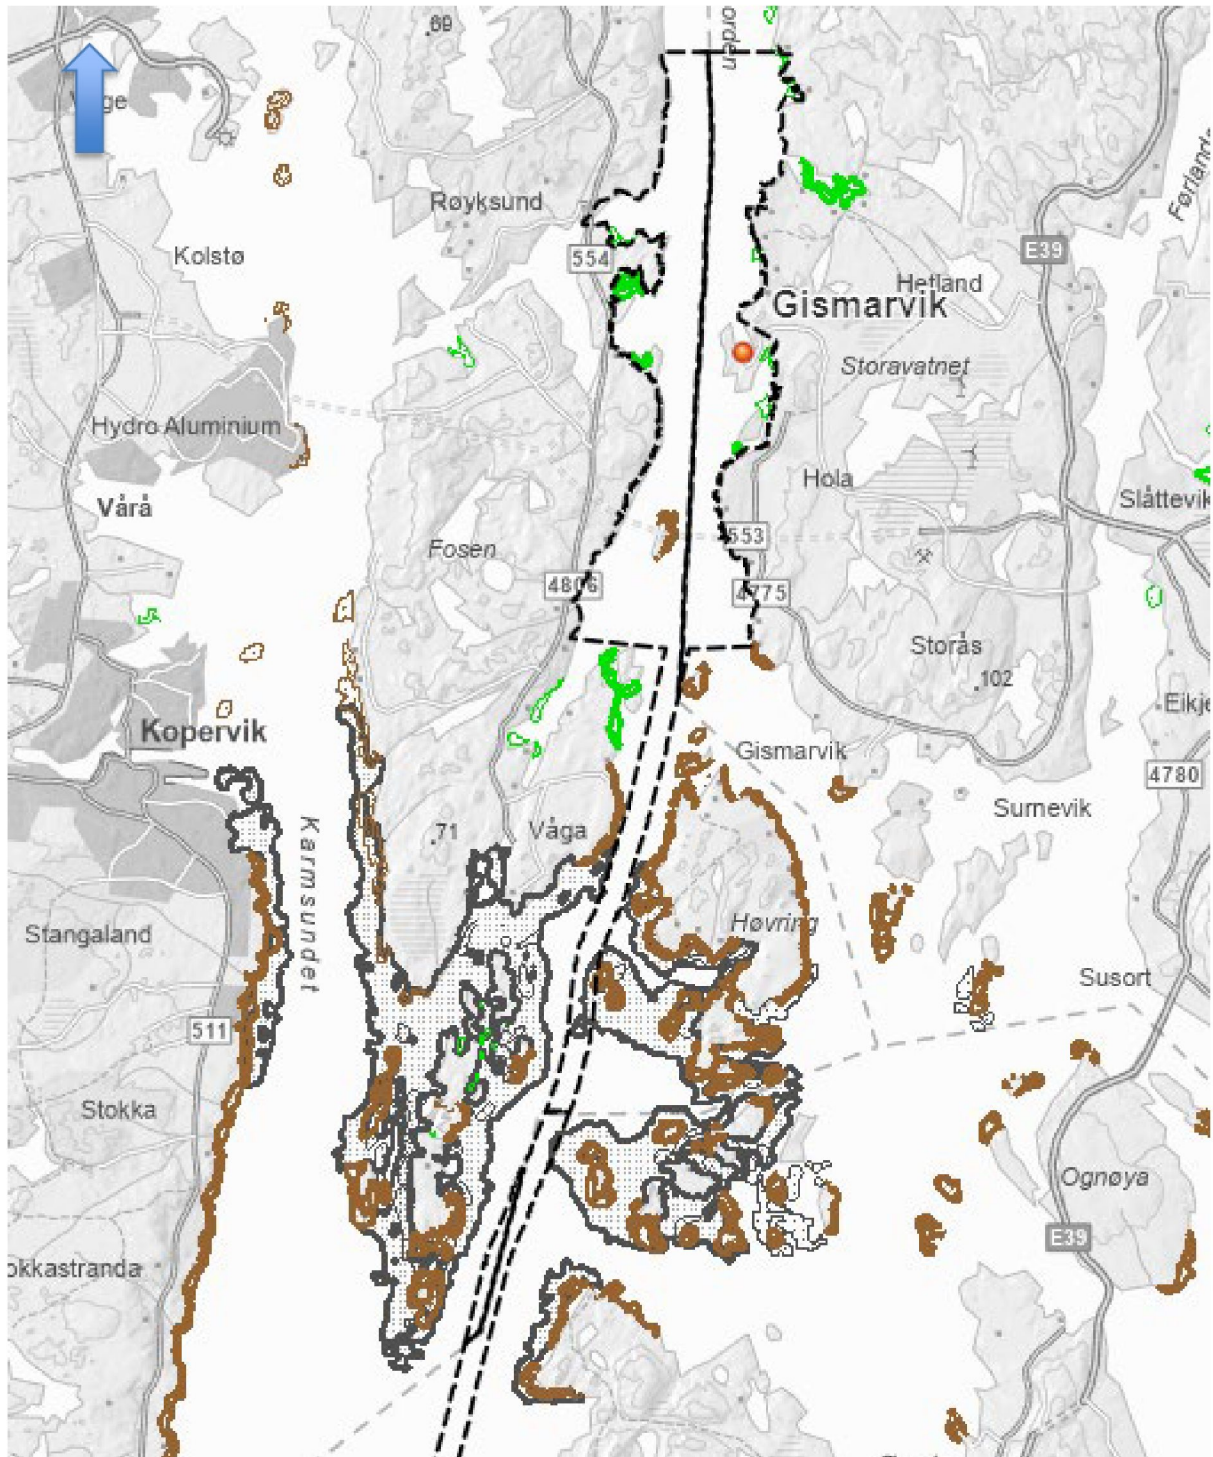 69
Røyksund
Kolstø
554
E39
Hetland
Gismarvik
Storavatnet
Hydro Aluminium
Hola
Vårå
Slåttevik
553
Fosen
4806
4775
Storås
102
Kopervik
Gismarvik
4780
Surnevik
71
Våga
Karmsundet
Stangaland
Høvring
Susort
511
Stokka
Ognøya
E39
okkastranda